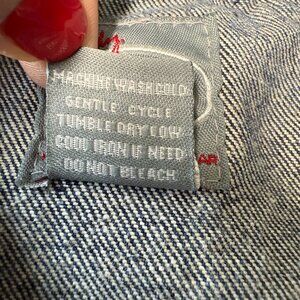 MACHINE WASH COLD
GENTLE CYCLE
TUMBLE DRY LOW
COOL IRON IF NEED
DO NOT BLEACH